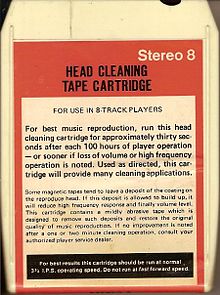 Stereo 8
HEAD CLEANING
TAPE CARTRIDGE
FOR USE IN 8-TRACK PLAYERS
For best music reproduction, run this head
cleaning cartridge for approximately thirty sec-
onds after each 100 hours of player operation
— or sooner if loss of volume or high frequency
operation is noted. Used as directed, this car-
tridge will provide many cleaning applications.
Some magnetic tapes tend to leave a deposit of the coating on
the reproduce head. If this deposit is allowed to build up, it
will reduce high frequency response and finally volume level.
This cartridge contains a mildly abrasive tape which is
designed to remove such deposits and restore the original
quality of music reproduction. If no improvement is noted
after a one or two minute cleaning operation, consult your
authorized player service dealer.
For best results this cartridge should be run at normal
3¾ I.P.S. operating speed. Do not run at fast forward speed.